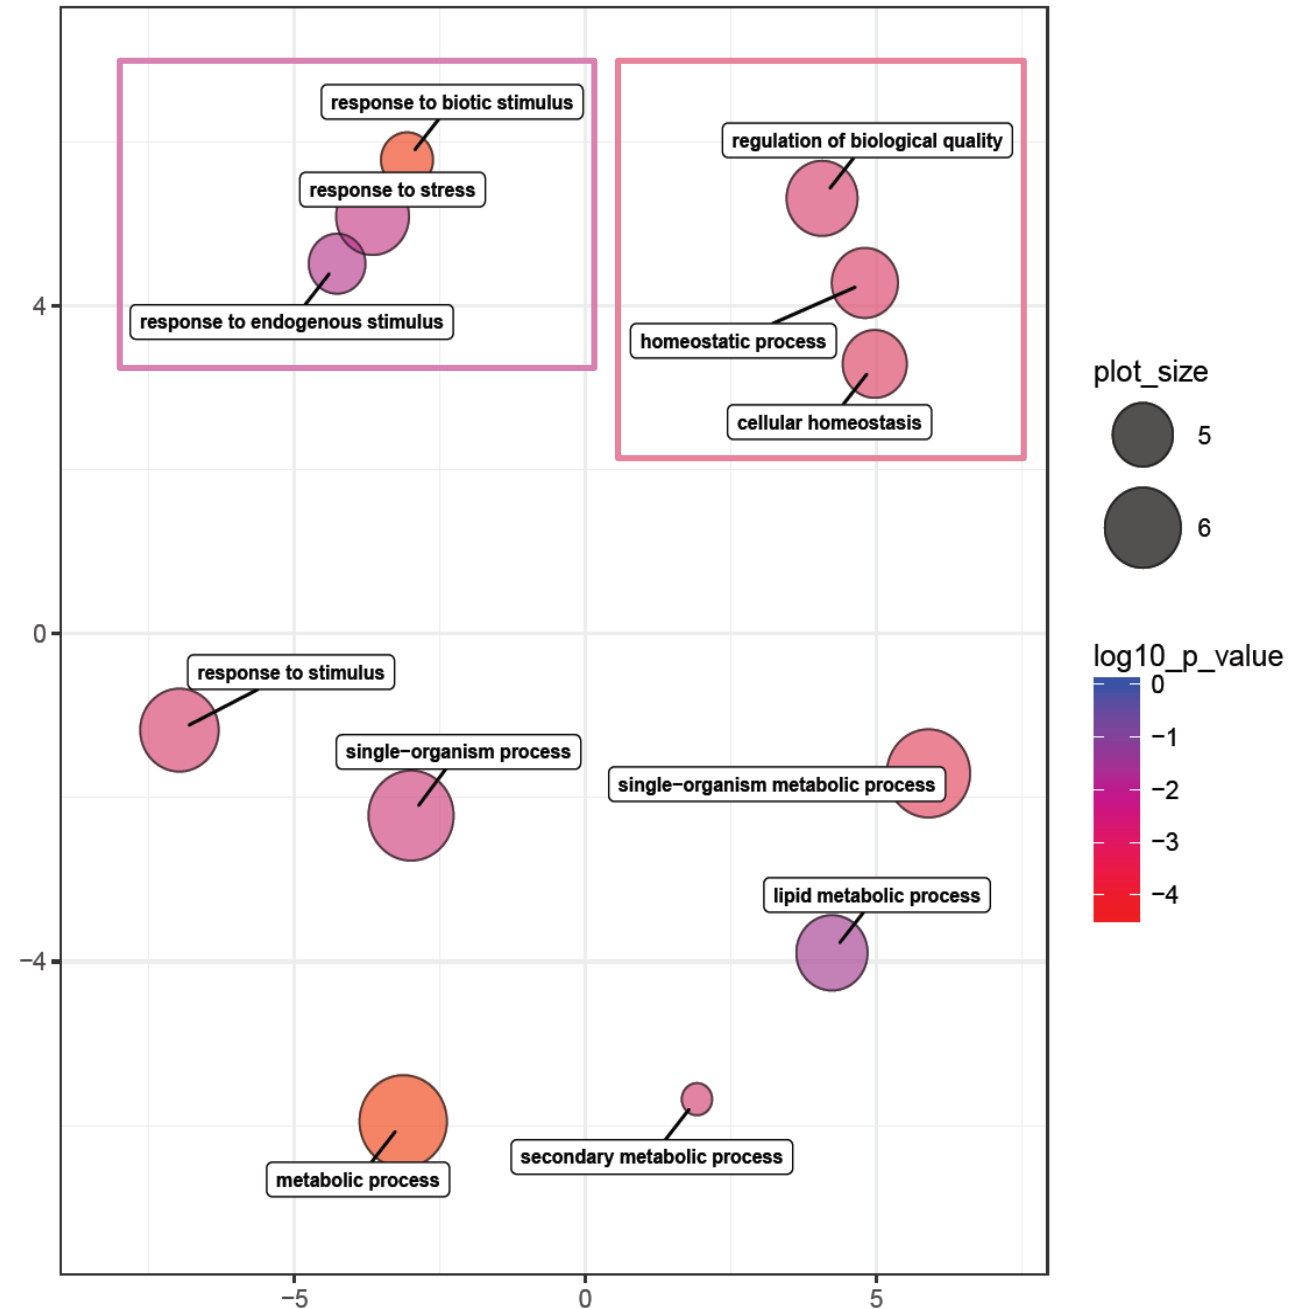 response to biotic stimulus
regulation of biological quality
response to stress
4
response to endogenous stimulus
homeostatic process
cellular homeostasis
plot_size
5
6
0
response to stimulus
single−organism process
single−organism metabolic process
lipid metabolic process
−4
secondary metabolic process
metabolic process
−5
0
5
log10_p_value
0
−1
−2
−3
−4